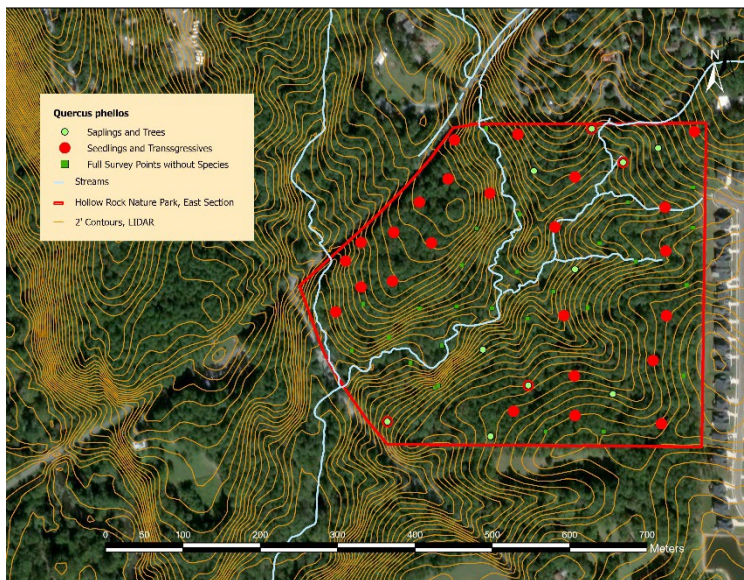 N
Quercus phellos
Saplings and Trees
Seedlings and Transsgressives
Full Survey Points without Species
Streams
Hollow Rock Nature Park, East Section
2' Contours, LIDAR
0 50 100 200 300 400 500 600 700
Meters